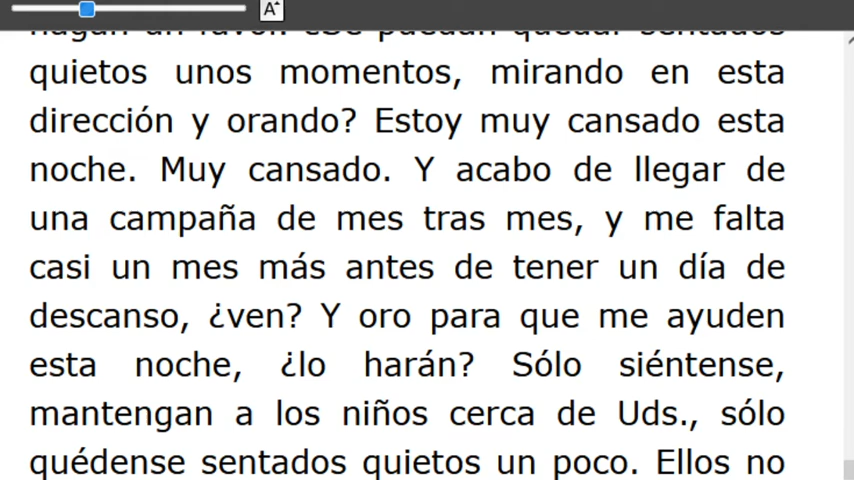 A
quietos unos momentos, mirando en esta
dirección y orando? Estoy muy cansado esta
noche. Muy cansado. Y acabo de llegar de
una campaña de mes tras mes, y me falta
casi un mes más antes de tener un día de
descanso, ¿ven? Y oro para que me ayuden
esta noche, ¿lo harán? Sólo siéntense,
mantengan a los niños cerca de Uds., sólo
quédense sentados quietos un poco. Ellos no